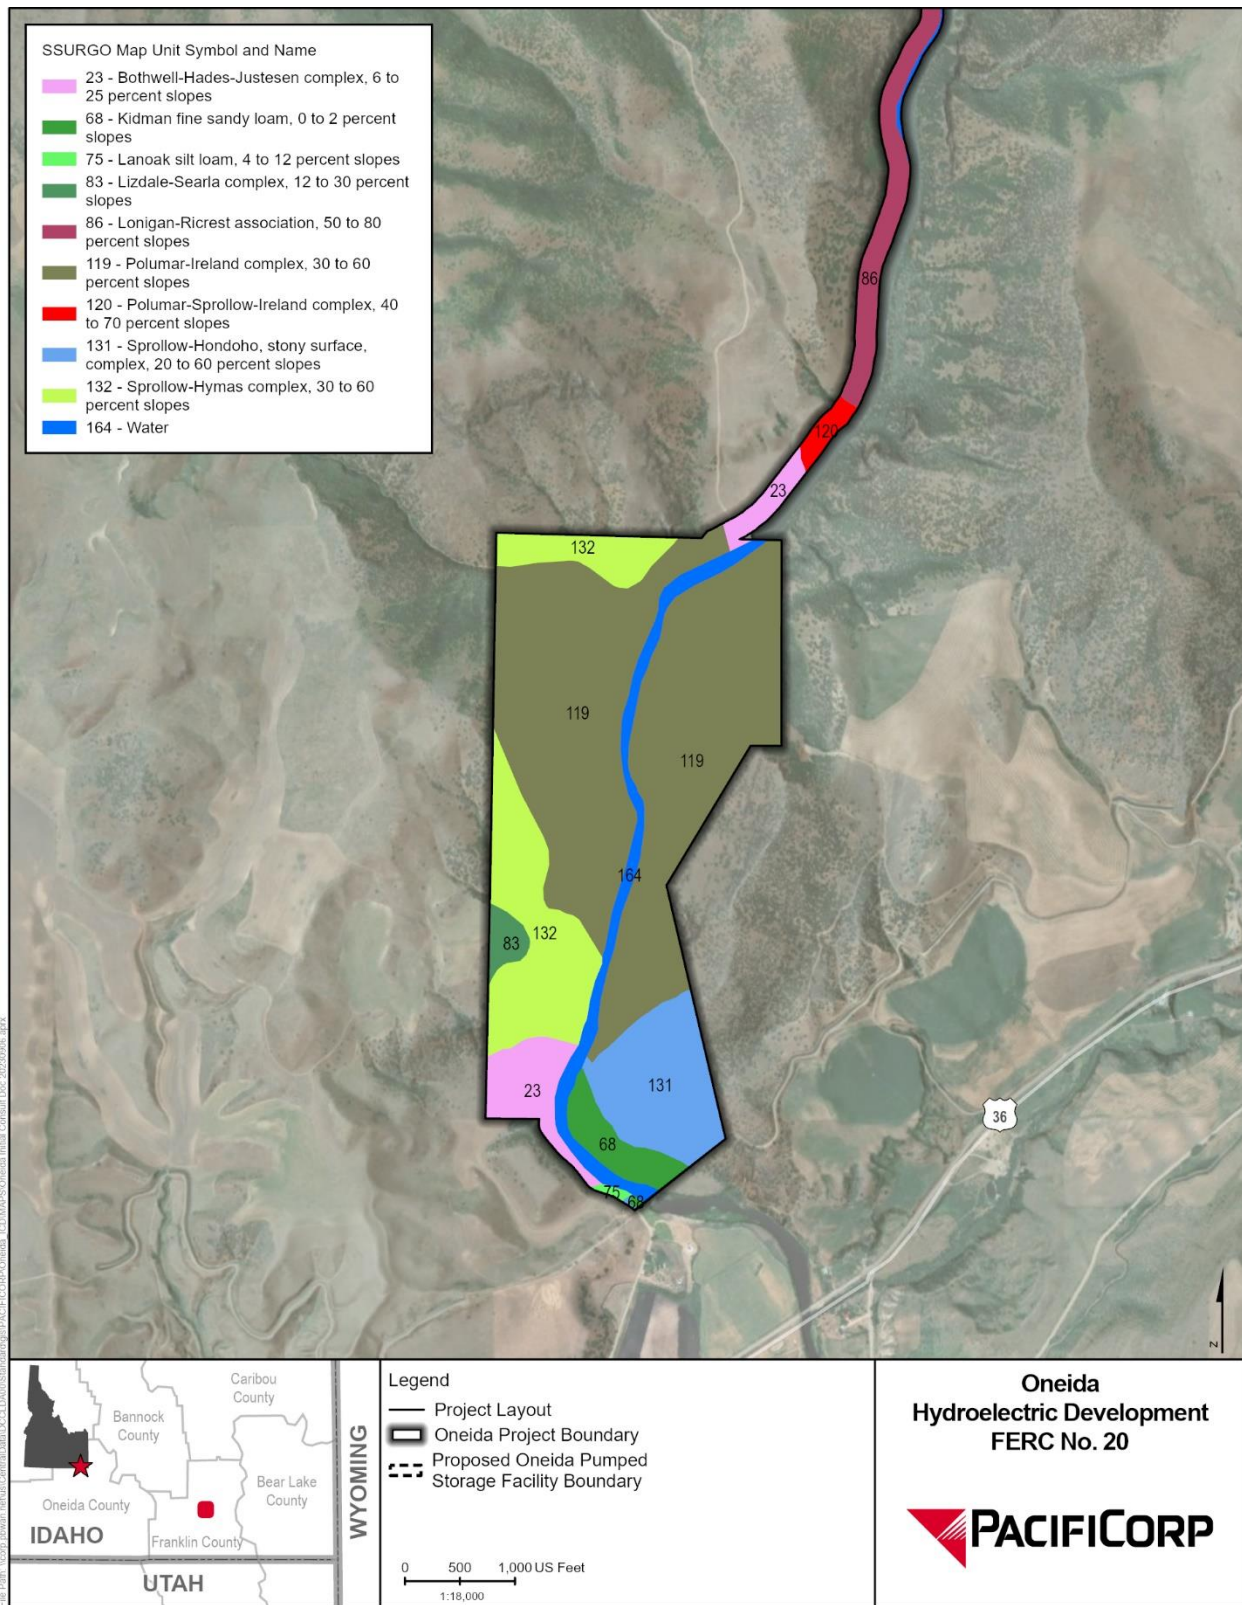 SSURGO Map Unit Symbol and Name
23 - Bothwell-Hades-Justesen complex, 6 to
25 percent slopes
68 - Kidman fine sandy loam, 0 to 2 percent
slopes
75 - Lanoak silt loam, 4 to 12 percent slopes
83 - Lizdale-Searla complex, 12 to 30 percent
slopes
86 - Lonigan-Ricrest association, 50 to 80
percent slopes
119 - Polumar-Ireland complex, 30 to 60
percent slopes
120 - Polumar-Sprollow-Ireland complex, 40
to 70 percent slopes
131 - Sprollow-Hondoho, stony surface,
complex, 20 to 60 percent slopes
132 - Sprollow-Hymas complex, 30 to 60
percent slopes
164 - Water
86
120
23
132
119
119
164
132
83
131
23
68
75
68
36
Z
Caribou
County
Bannock
County
Bear Lake
County
Oneida County
Franklin County
IDAHO
UTAH
WYOMING
Legend
Project Layout
Oneida Project Boundary
Proposed Oneida Pumped
Storage Facility Boundary
0 500 1,000 US Feet
1:18,000
Oneida
Hydroelectric Development
FERC No. 20
PACIFICORP